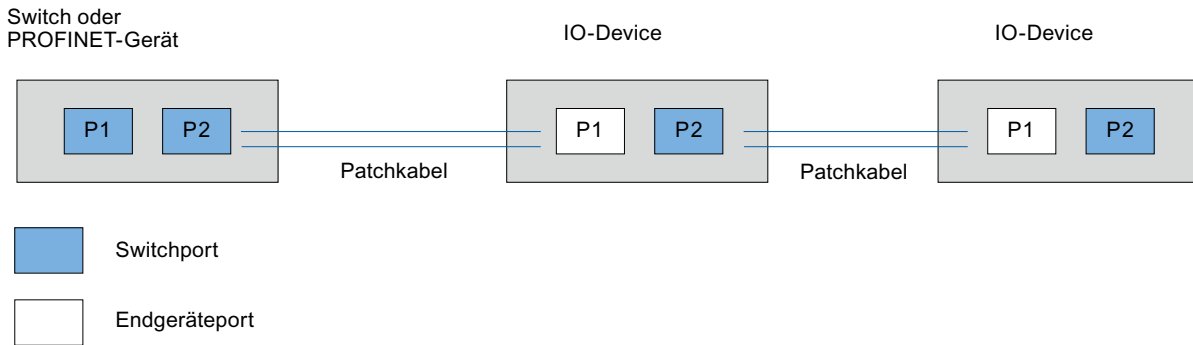 Switch oder
PROFINET-Gerät
IO-Device
IO-Device
P1
P2
P1
P2
P1
P2
Patchkabel
Patchkabel
Switchport
Endgeräteport